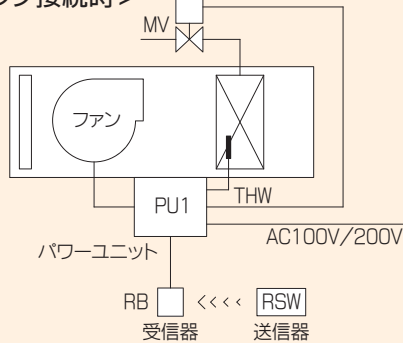 接続時>
MV
ファン
PU1
THW
AC100V/200V
パワーユニット
RB
<<<<
RSW
受信器
送信器